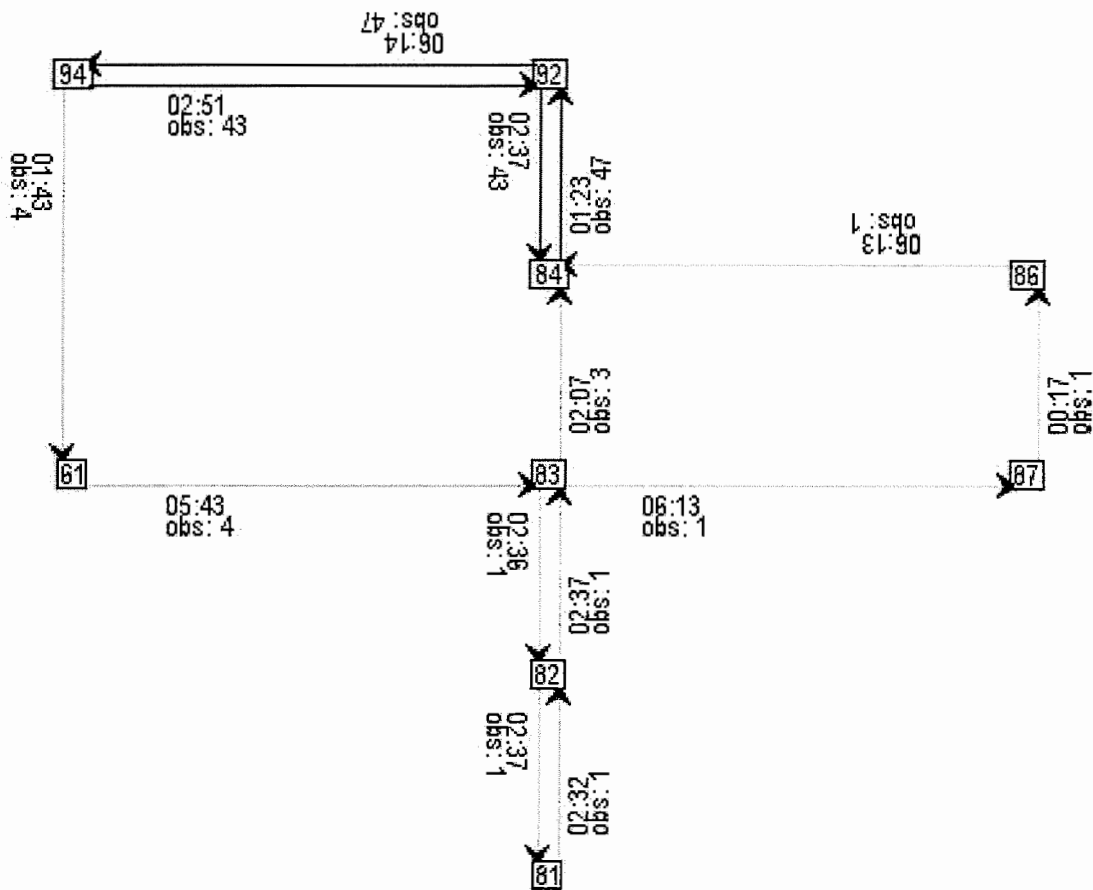 06:14
obs: 47
94
92
02:51
obs: 43
02:37
obs: 43
01:23
obs: 47
01:43
obs: 4
06:13
obs: 1
84
86
02:07
obs: 3
00:17
obs: 1
61
83
87
05:43
obs: 4
06:13
obs: 1
02:36
obs: 1
02:37
obs: 1
82
02:37
obs: 1
02:32
obs: 1
81